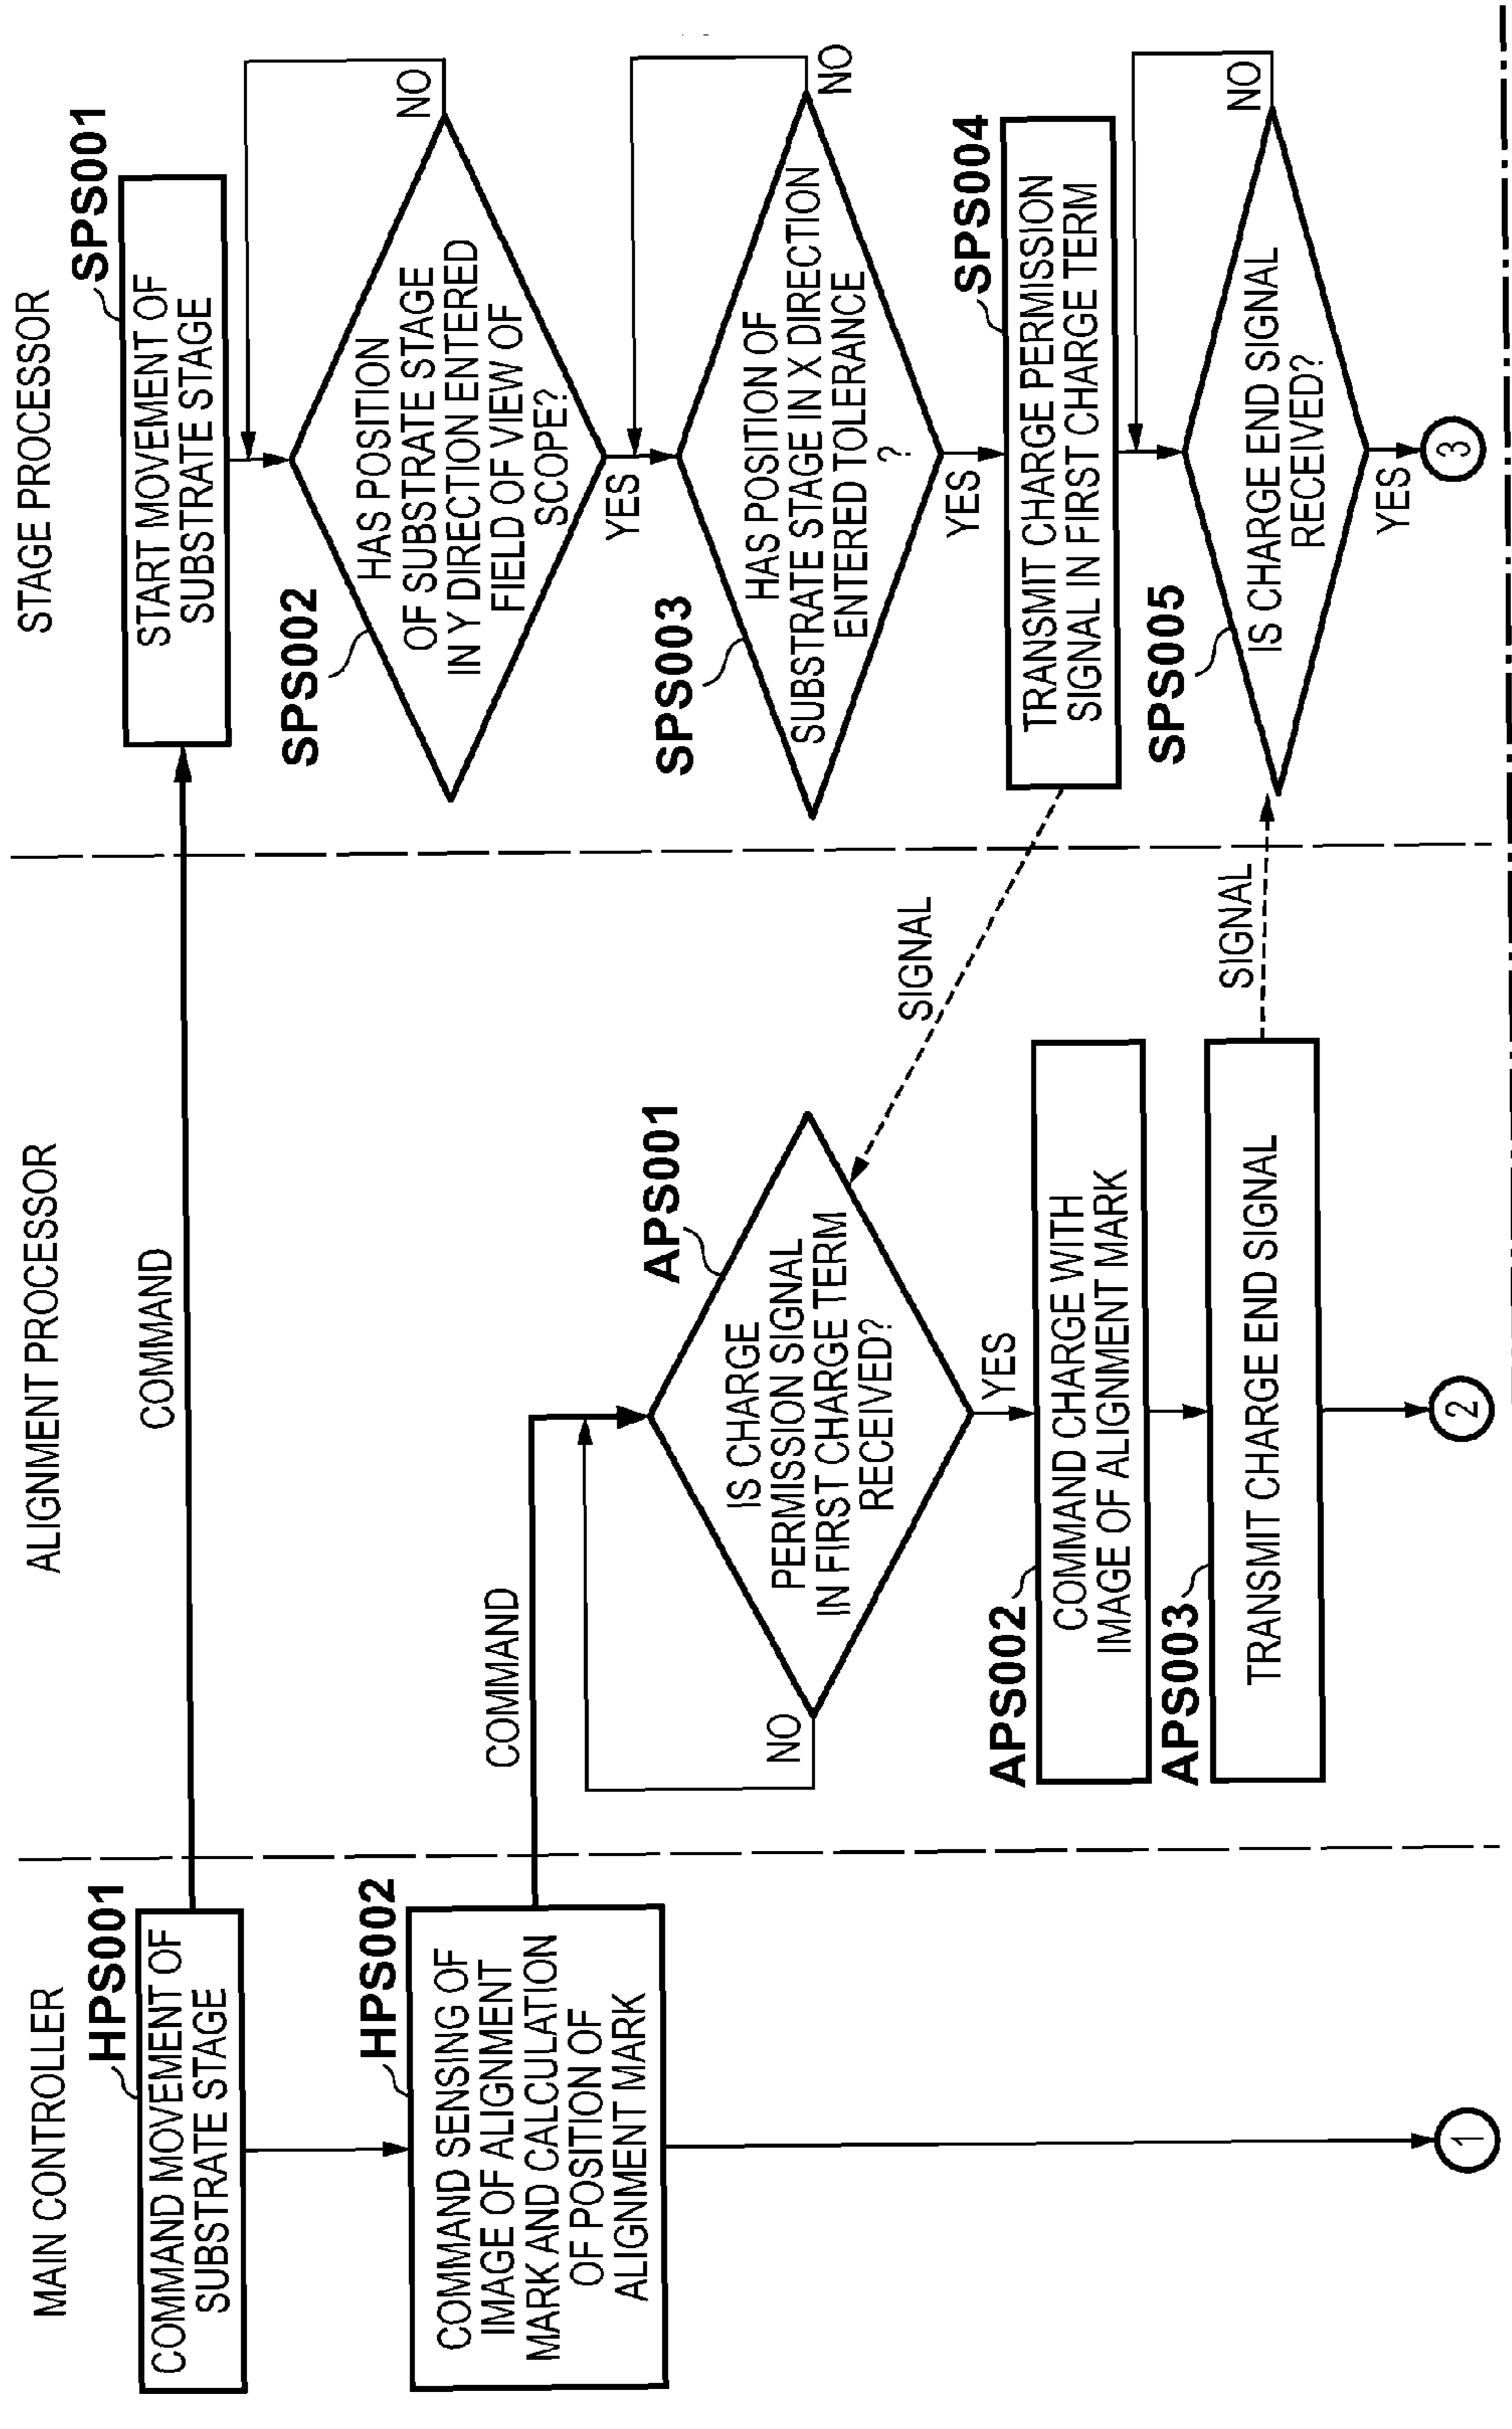 MAIN CONTROLLER
HPS001
COMMAND MOVEMENT OF
SUBSTRATE STAGE
HPS002
COMMAND SENSING OF
IMAGE OF ALIGNMENT
MARK AND CALCULATION
OF POSITION OF
ALIGNMENT MARK
1
ALIGNMENT PROCESSOR
COMMAND
COMMAND
APS001
IS CHARGE
PERMISSION SIGNAL
IN FIRST CHARGE TERM
RECEIVED?
NO
YES
SIGNAL
APS002
COMMAND CHARGE WITH
IMAGE OF ALIGNMENT MARK
APS003
TRANSMIT CHARGE END SIGNAL
SIGNAL
2
STAGE PROCESSOR
SPS001
START MOVEMENT OF
SUBSTRATE STAGE
SPS002
HAS POSITION
OF SUBSTRATE STAGE
IN Y DIRECTION ENTERED
FIELD OF VIEW OF
SCOPE?
NO
YES
SPS003
HAS POSITION OF
SUBSTRATE STAGE IN X DIRECTION
ENTERED TOLERANCE
?
NO
YES
SPS004
TRANSMIT CHARGE PERMISSION
SIGNAL IN FIRST CHARGE TERM
SPS005
IS CHARGE END SIGNAL
RECEIVED?
NO
YES
3